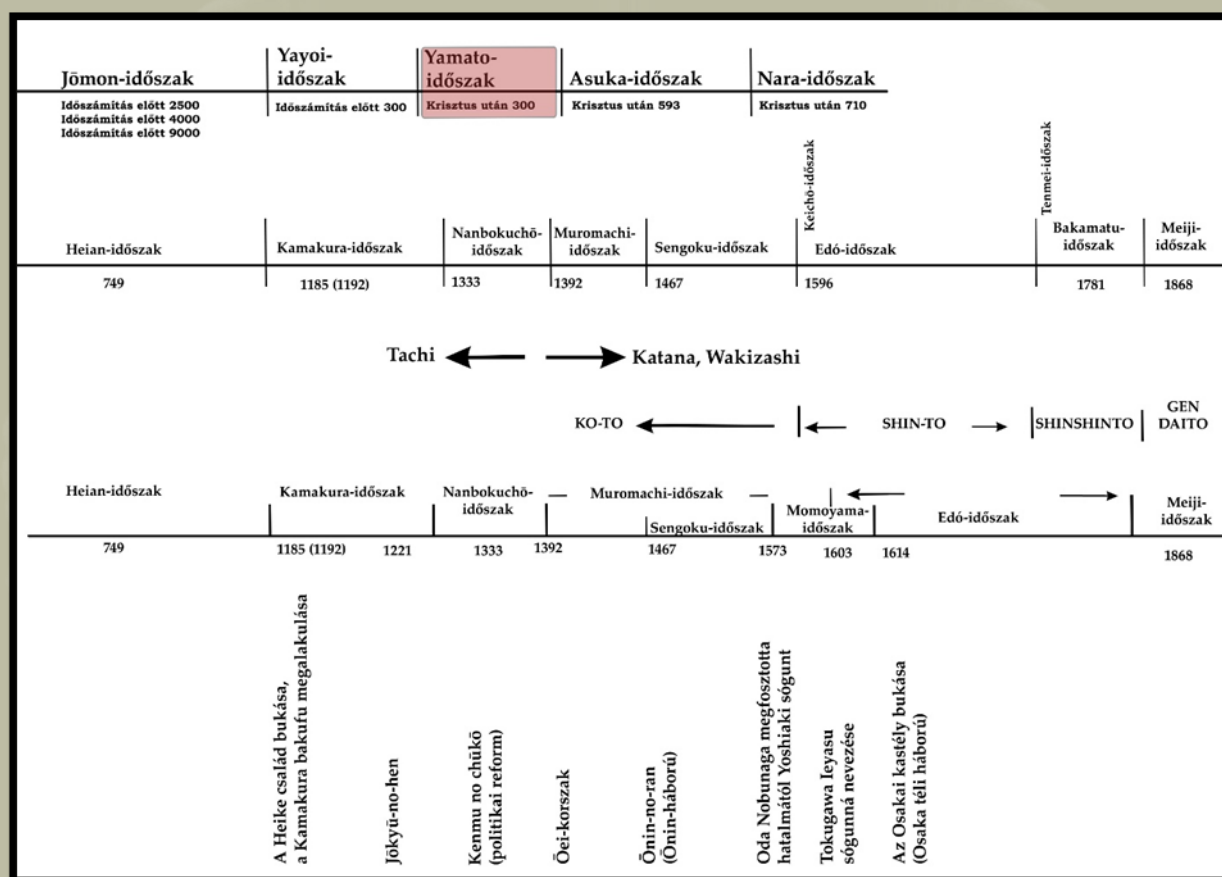 Jōmon-időszak
Időszámítás előtt 2500
Időszámítás előtt 4000
Időszámítás előtt 9000
Yayoi-
időszak
Időszámítás előtt 300
Yamato-
időszak
Krisztus után 300
Asuka-időszak
Krisztus után 593
Nara-időszak
Krisztus után 710
Heian-időszak
749
Kamakura-időszak
1185 (1192)
Nanbokuchō-
időszak
1333
Muromachi-
időszak
1392
Sengoku-időszak
1467
Keichō-időszak
Edó-időszak
1596
Tenmei-időszak
Bakamatu-
időszak
1781
Meiji-
időszak
1868
Tachi
Katana, Wakizashi
KO-TO
SHIN-TO
SHINSHINTO
GEN
DAITO
Heian-időszak
749
Kamakura-időszak
1185 (1192)
1221
Nanbokuchō-
időszak
1333
1392
Muromachi-időszak
Sengoku-időszak
1467
1573
Momoyama-
időszak
1603
1614
Edó-időszak
Meiji-
időszak
1868
A Heike család bukása,
a Kamakura bakufu megalakulása
Jōkyū-no-hen
Kenmu no chūkō
(politikai reform)
Ōei-korszak
Ōnin-no-ran
(Ōnin-háború)
Oda Nobunaga megfosztotta
hatalmától Yoshiaki sógunt
Tokugawa Ieyasu
sógunná nevezése
Az Osakai kastély bukása
(Osaka téli háború)